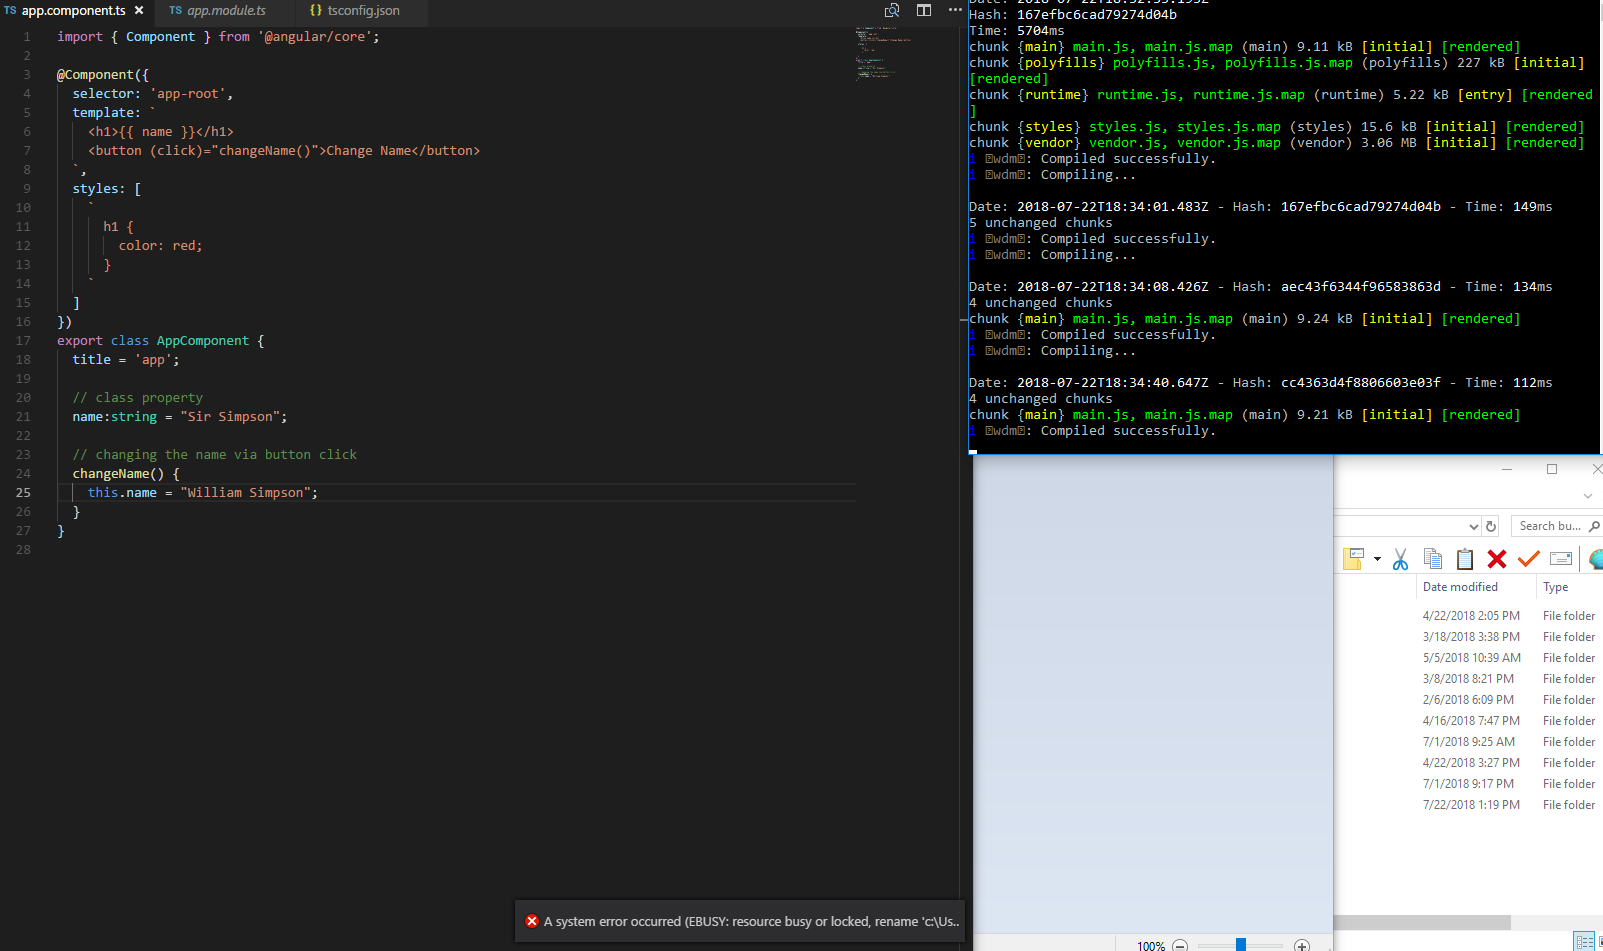 TS app.component.ts × TS app.module.ts {} tsconfig.json ···
1 import { Component } from '@angular/core';
2
3 @Component({
4 selector: 'app-root',
5 template: `
6 <h1>{{ name }}</h1>
7 <button (click)="changeName()">Change Name</button>
8 `,
9 styles: [
10 `
11 h1 {
12 color: red;
13 }
14 `
15 ]
16 })
17 export class AppComponent {
18 title = 'app';
19
20 // class property
21 name:string = "Sir Simpson";
22
23 // changing the name via button click
24 changeName() {
25 this.name = "William Simpson";
26 }
27 }
28
A system error occurred (EBUSY: resource busy or locked, rename 'c:\Us..
Hash: 167efbc6cad79274d04b
Time: 5704ms
chunk {main} main.js, main.js.map (main) 9.11 kB [initial] [rendered]
chunk {polyfills} polyfills.js, polyfills.js.map (polyfills) 227 kB [initial]
[rendered]
chunk {runtime} runtime.js, runtime.js.map (runtime) 5.22 kB [entry] [rendered
]
chunk {styles} styles.js, styles.js.map (styles) 15.6 kB [initial] [rendered]
chunk {vendor} vendor.js, vendor.js.map (vendor) 3.06 MB [initial] [rendered]
i wdm: Compiled successfully.
i wdm: Compiling...
Date: 2018-07-22T18:34:01.483Z - Hash: 167efbc6cad79274d04b - Time: 149ms
5 unchanged chunks
i wdm: Compiled successfully.
i wdm: Compiling...
Date: 2018-07-22T18:34:08.426Z - Hash: aec43f6344f96583863d - Time: 134ms
4 unchanged chunks
chunk {main} main.js, main.js.map (main) 9.24 kB [initial] [rendered]
i wdm: Compiled successfully.
i wdm: Compiling...
Date: 2018-07-22T18:34:40.647Z - Hash: cc4363d4f8806603e03f - Time: 112ms
4 unchanged chunks
chunk {main} main.js, main.js.map (main) 9.21 kB [initial] [rendered]
i wdm: Compiled successfully.
Search bu...
Date modified Type
4/22/2018 2:05 PM File folder
3/18/2018 3:38 PM File folder
5/5/2018 10:39 AM File folder
3/8/2018 8:21 PM File folder
2/6/2018 6:09 PM File folder
4/16/2018 7:47 PM File folder
7/1/2018 9:25 AM File folder
4/22/2018 3:27 PM File folder
7/1/2018 9:17 PM File folder
7/22/2018 1:19 PM File folder
100%